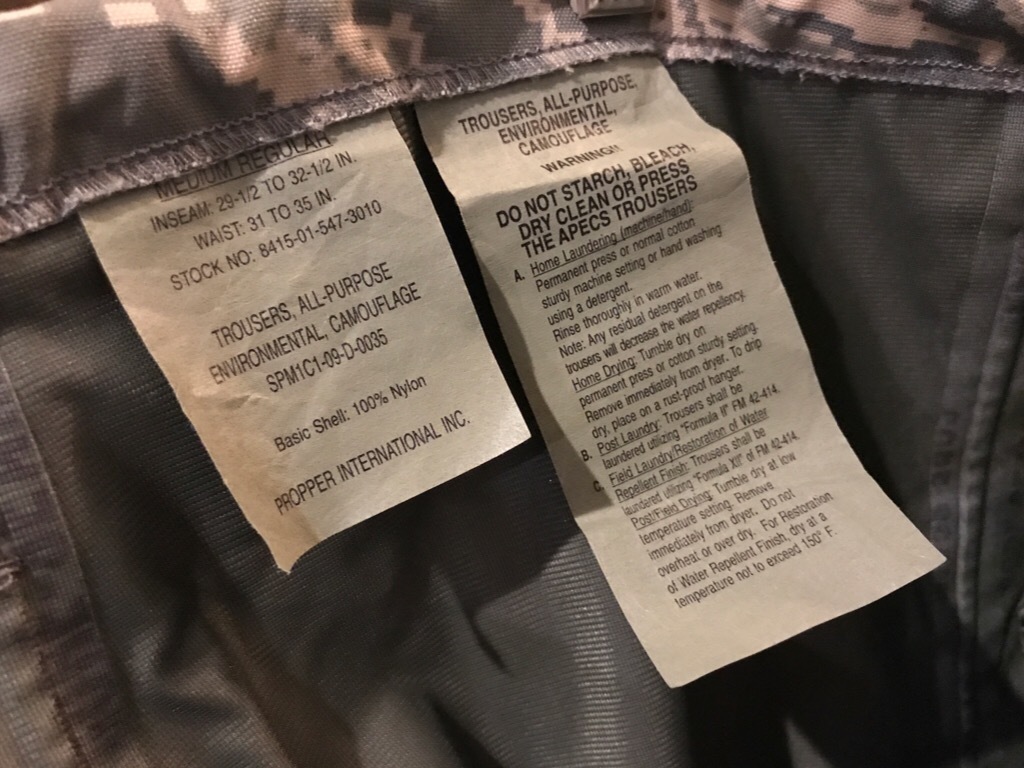 MEDIUM REGULAR
INSEAM: 29-1/2 TO 32-1/2 IN.
WAIST: 31 TO 35 IN.
STOCK NO: 8415-01-547-3010
TROUSERS, ALL-PURPOSE
ENVIRONMENTAL, CAMOUFLAGE
SPM1C1-09-D-0035
Basic Shell: 100% Nylon
PROPPER INTERNATIONAL INC.
TROUSERS, ALL-PURPOSE,
ENVIRONMENTAL,
CAMOUFLAGE
WARNING!!
DO NOT STARCH, BLEACH,
DRY CLEAN OR PRESS
THE APECS TROUSERS
A. Home Laundering (machine/hand):
Permanent press or normal cotton
sturdy machine setting or hand washing
using a detergent.
Rinse thoroughly in warm water.
Note: Any residual detergent on the
trousers will decrease the water repellency.
Home Drying: Tumble dry on
permanent press or cotton sturdy setting.
Remove immediately from dryer. To drip
dry, place on a rust-proof hanger.
B. Post Laundry: Trousers shall be
laundered utilizing "Formula II" FM 42-414.
C. Field Laundry/Restoration of Water
Repellent Finish: Trousers shall be
laundered utilizing "Formula XII" of FM 42-414.
Post/Field Drying: Tumble dry at low
temperature setting. Remove
immediately from dryer. Do not
overheat or over dry. For Restoration
of Water Repellent Finish, dry at a
temperature not to exceed 150° F.